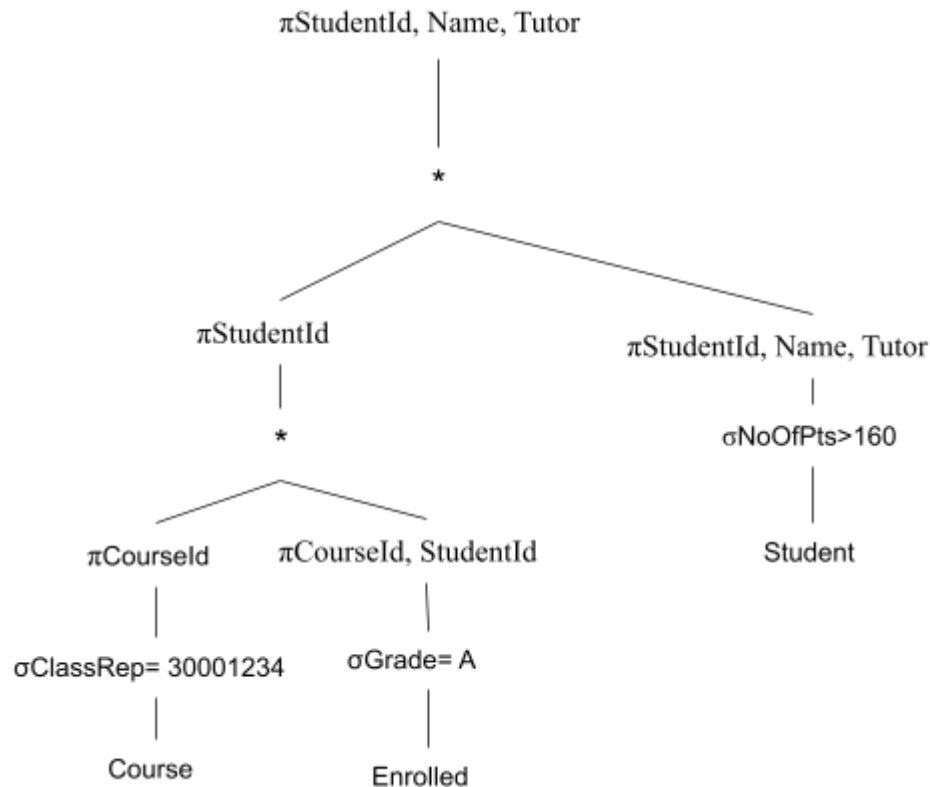 πStudentId, Name, Tutor
*
πStudentId
πStudentId, Name, Tutor
*
σNoOfPts>160
πCourseId
πCourseId, StudentId
Student
σClassRep= 30001234
σGrade= A
Course
Enrolled